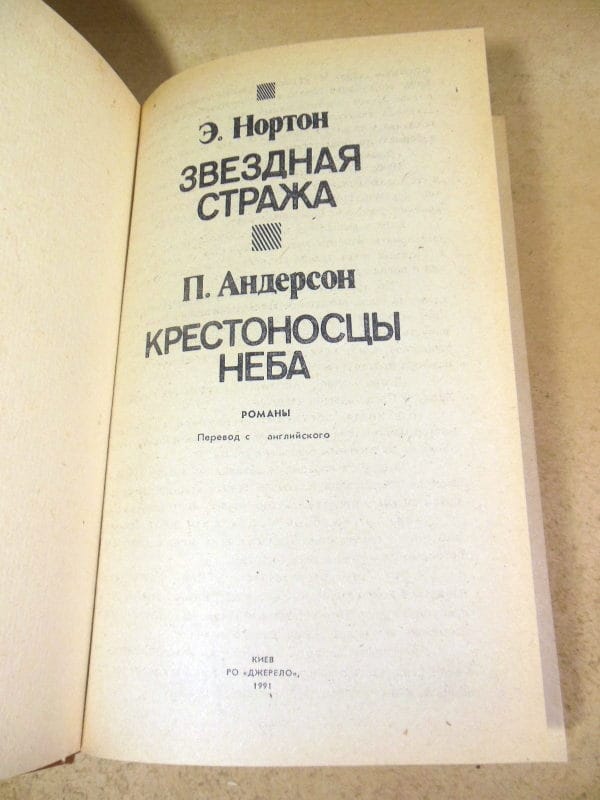 Э. Нортон
ЗВЕЗДНАЯ
СТРАЖА
П. Андерсон
КРЕСТОНОСЦЫ
НЕБА
РОМАНЫ
Перевод с английского
КИЕВ
РО «ДЖЕРЕЛО»,
1991